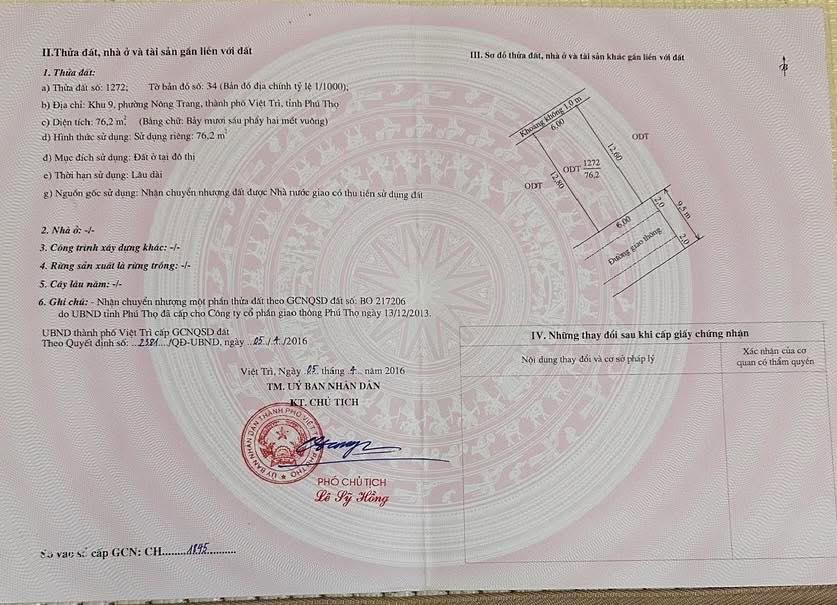 II.Thửa đất, nhà ở và tài sản gắn liền với đất
1. Thửa đất:
a) Thửa đất số: 1272; Tờ bản đồ số: 34 (Bản đồ địa chính tỷ lệ 1/1000);
b) Địa chỉ: Khu 9, phường Nông Trang, thành phố Việt Trì, tỉnh Phú Thọ
c) Diện tích: 76,2 m² (Bằng chữ: Bảy mươi sáu phẩy hai mét vuông)
d) Hình thức sử dụng: Sử dụng riêng: 76,2 m²
đ) Mục đích sử dụng: Đất ở tại đô thị
e) Thời hạn sử dụng: Lâu dài
g) Nguồn gốc sử dụng: Nhận chuyển nhượng đất được Nhà nước giao có thu tiền sử dụng đất
2. Nhà ở: -/-
3. Công trình xây dựng khác: -/-
4. Rừng sản xuất là rừng trồng: -/-
5. Cây lâu năm: -/-
6. Ghi chú: - Nhận chuyển nhượng một phần thửa đất theo GCNQSD đất số: BO 217206
do UBND tỉnh Phú Thọ đã cấp cho Công ty cổ phần giao thông Phú Thọ ngày 13/12/2013.
UBND thành phố Việt Trì cấp GCNQSD đất
Theo Quyết định số: ...2381..../QĐ-UBND, ngày ..05../.4../2016
Việt Trì, Ngày .05 tháng .4... năm 2016
TM. UỶ BAN NHÂN DÂN
KT. CHỦ TỊCH
ỦY BAN NHÂN DÂN THÀNH PHỐ VIỆT TRÌ
PHÚ THỌ
PHÓ CHỦ TỊCH
Lê Sỹ Hồng
Số vào sổ cấp GCN: CH.........1895..........
III. Sơ đồ thửa đất, nhà ở và tài sản khác gắn liền với đất
B
Khoảng không 1,0 m
6,00
ODT
12,60
ODT 1272
76,2
ODT
12,80
2,0
9,5 m
6,00
Đường giao thông
2,0
IV. Những thay đổi sau khi cấp giấy chứng nhận
Nội dung thay đổi và cơ sở pháp lý
Xác nhận của cơ
quan có thẩm quyền